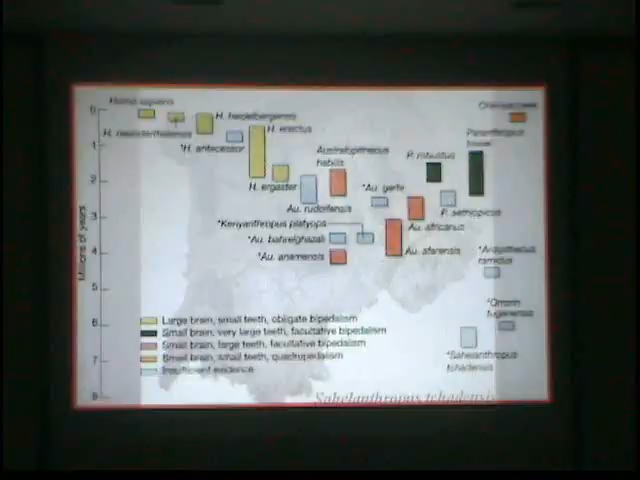 Homo sapiens
H. neanderthalensis
H. heidelbergensis
*H. antecessor
H. erectus
H. ergaster
Australopithecus
habilis
Au. rudolfensis
*Au. garhi
P. robustus
Paranthropus
P. aethiopicus
*Kenyanthropus platyops
*Au. bahrelghazali
*Au. anamensis
Au. africanus
Au. afarensis
*Ardipithecus
ramidus
*Orrorin
tugenensis
*Sahelanthropus
tchadensis
Millions of years
0
1
2
3
4
5
6
7
8
Large brain, small teeth, obligate bipedalism
Small brain, very large teeth, facultative bipedalism
Small brain, large teeth, facultative bipedalism
Small brain, small teeth, quadrupedalism
Insufficient evidence
Sahelanthropus tchadensis